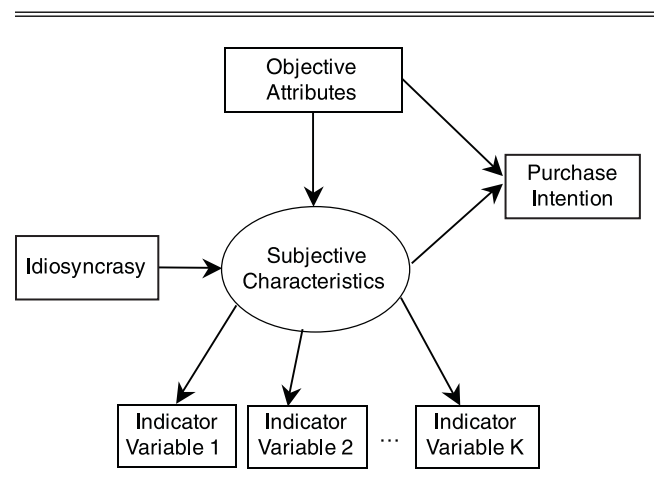 Objective
Attributes
Purchase
Intention
Idiosyncrasy
Subjective
Characteristics
Indicator
Variable 1
Indicator
Variable 2
...
Indicator
Variable K